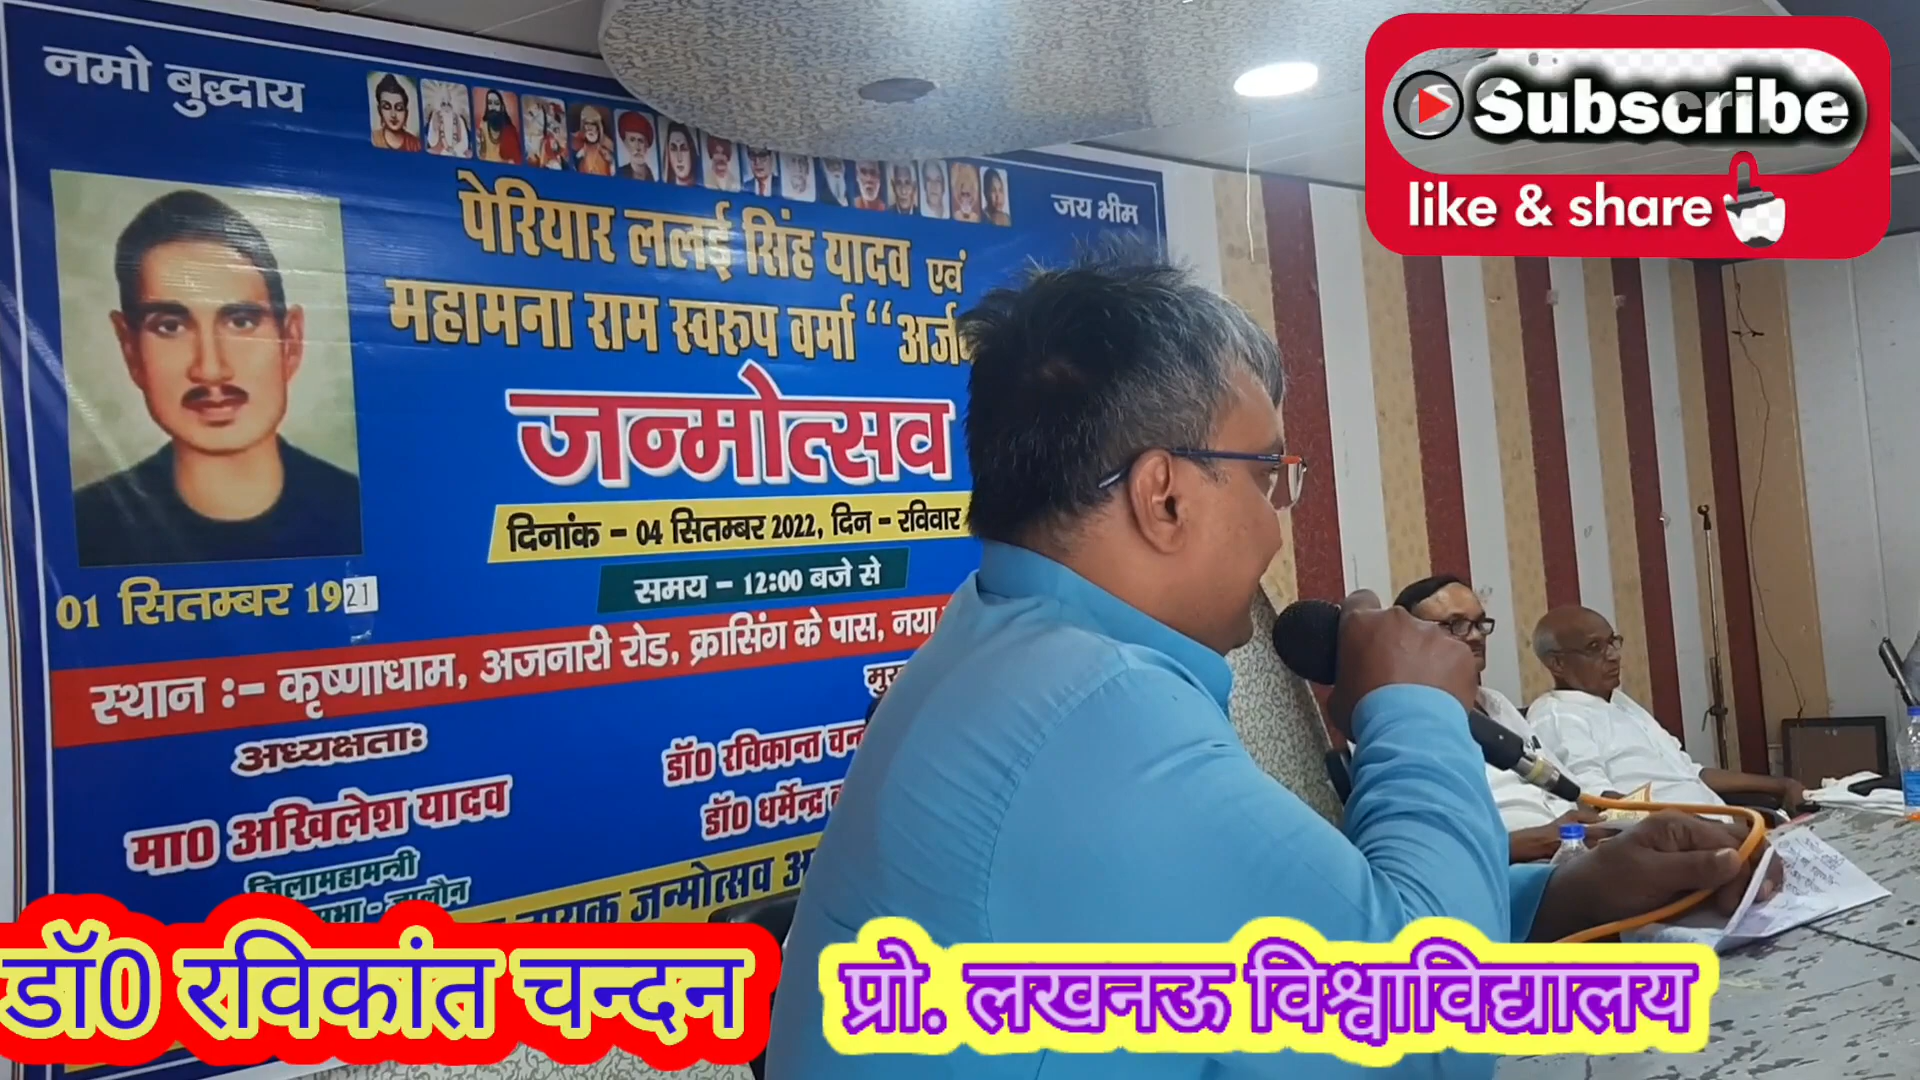 नमो बुद्धाय
जय भीम
पेरियार ललई सिंह यादव एवं
महामना राम स्वरुप वर्मा “अर्जक
जन्मोत्सव
दिनांक - 04 सितम्बर 2022, दिन - रविवार
समय - 12:00 बजे से
01 सितम्बर 1921
स्थान :- कृष्णाधाम, अजनारी रोड, क्रासिंग के पास, नया
अध्यक्षता:
मा0 अखिलेश यादव
जिलामहामन्त्री
जालौन
डॉ0 रविकान्त
डॉ0 धर्मेन्द्र
जन्मोत्सव
Subscribe
like & share
डॉ0 रविकांत चन्दन
प्रो. लखनऊ विश्वाविद्यालय